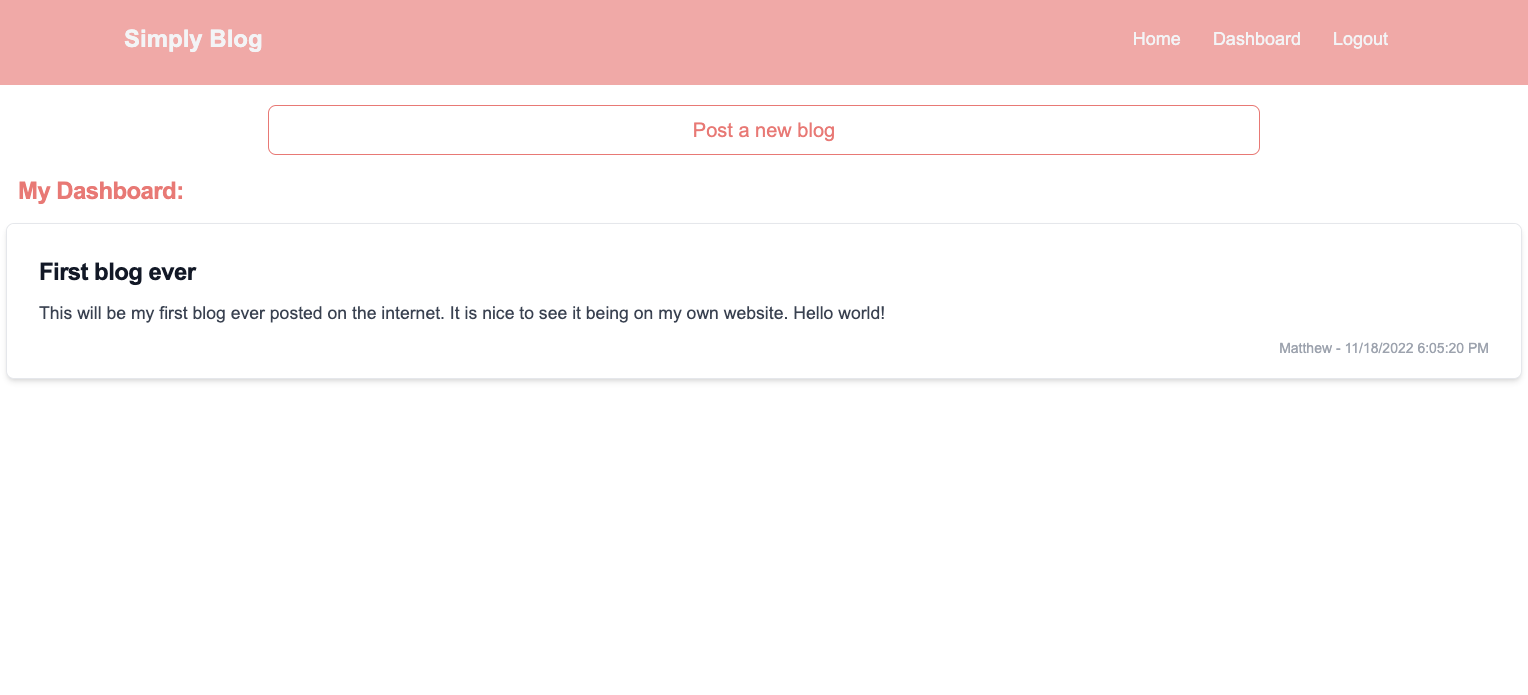 Simply Blog
Home Dashboard Logout
Post a new blog
My Dashboard:
First blog ever
This will be my first blog ever posted on the internet. It is nice to see it being on my own website. Hello world!
Matthew - 11/18/2022 6:05:20 PM